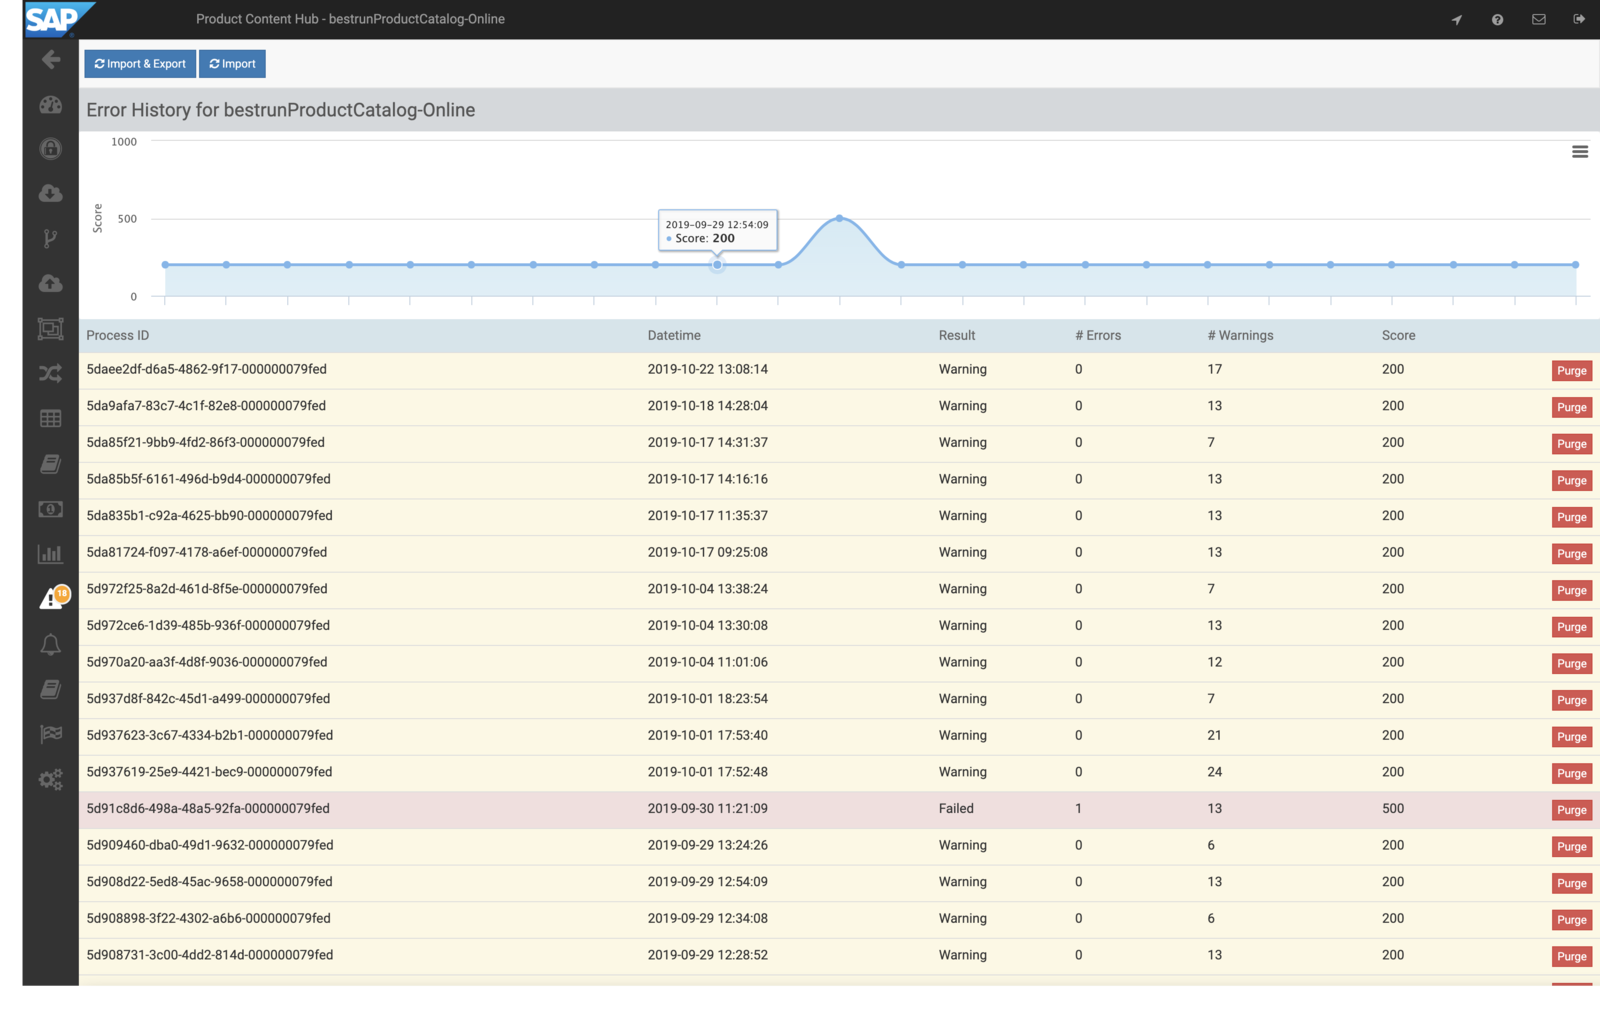 SAP
Product Content Hub - bestrunProductCatalog-Online
Import & Export Import
Error History for bestrunProductCatalog-Online
1000
500
0
Score
2019-09-29 12:54:09
Score: 200
Process ID Datetime Result # Errors # Warnings Score
5daee2df-d6a5-4862-9f17-000000079fed 2019-10-22 13:08:14 Warning 0 17 200 Purge
5da9afa7-83c7-4c1f-82e8-000000079fed 2019-10-18 14:28:04 Warning 0 13 200 Purge
5da85f21-9bb9-4fd2-86f3-000000079fed 2019-10-17 14:31:37 Warning 0 7 200 Purge
5da85b5f-6161-496d-b9d4-000000079fed 2019-10-17 14:16:16 Warning 0 13 200 Purge
5da835b1-c92a-4625-bb90-000000079fed 2019-10-17 11:35:37 Warning 0 13 200 Purge
5da81724-f097-4178-a6ef-000000079fed 2019-10-17 09:25:08 Warning 0 13 200 Purge
5d972f25-8a2d-461d-8f5e-000000079fed 2019-10-04 13:38:24 Warning 0 7 200 Purge
18
5d972ce6-1d39-485b-936f-000000079fed 2019-10-04 13:30:08 Warning 0 13 200 Purge
5d970a20-aa3f-4d8f-9036-000000079fed 2019-10-04 11:01:06 Warning 0 12 200 Purge
5d937d8f-842c-45d1-a499-000000079fed 2019-10-01 18:23:54 Warning 0 7 200 Purge
5d937623-3c67-4334-b2b1-000000079fed 2019-10-01 17:53:40 Warning 0 21 200 Purge
5d937619-25e9-4421-bec9-000000079fed 2019-10-01 17:52:48 Warning 0 24 200 Purge
5d91c8d6-498a-48a5-92fa-000000079fed 2019-09-30 11:21:09 Failed 1 13 500 Purge
5d909460-dba0-49d1-9632-000000079fed 2019-09-29 13:24:26 Warning 0 6 200 Purge
5d908d22-5ed8-45ac-9658-000000079fed 2019-09-29 12:54:09 Warning 0 13 200 Purge
5d908898-3f22-4302-a6b6-000000079fed 2019-09-29 12:34:08 Warning 0 6 200 Purge
5d908731-3c00-4dd2-814d-000000079fed 2019-09-29 12:28:52 Warning 0 13 200 Purge